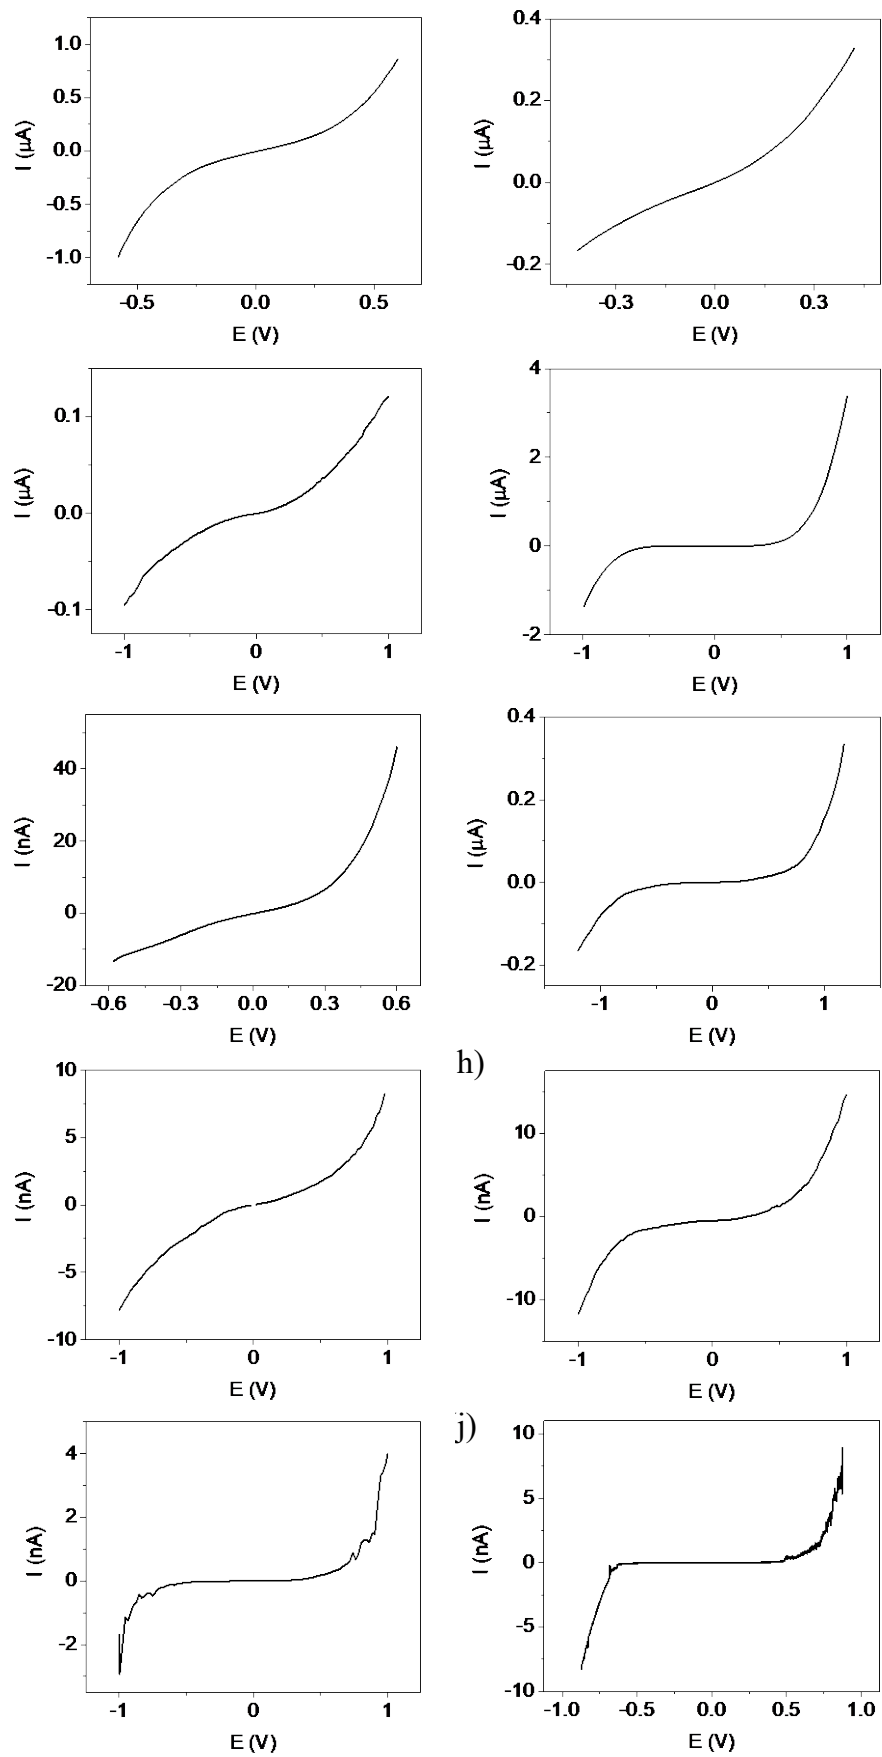 1.0
0.5
0.0
-0.5
-1.0
I (μA)
-0.5 0.0 0.5
E (V)
0.4
0.2
0.0
-0.2
I (μA)
-0.3 0.0 0.3
E (V)
0.1
0.0
-0.1
I (μA)
-1 0 1
E (V)
4
2
0
-2
I (μA)
-1 0 1
E (V)
40
20
0
-20
I (nA)
-0.6 -0.3 0.0 0.3 0.6
E (V)
0.4
0.2
0.0
-0.2
I (μA)
-1 0 1
E (V)
10
5
0
-5
-10
I (nA)
-1 0 1
E (V)
h)
10
0
-10
I (nA)
-1 0 1
E (V)
4
2
0
-2
I (nA)
-1 0 1
E (V)
j)
10
5
0
-5
-10
I (nA)
-1.0 -0.5 0.0 0.5 1.0
E (V)